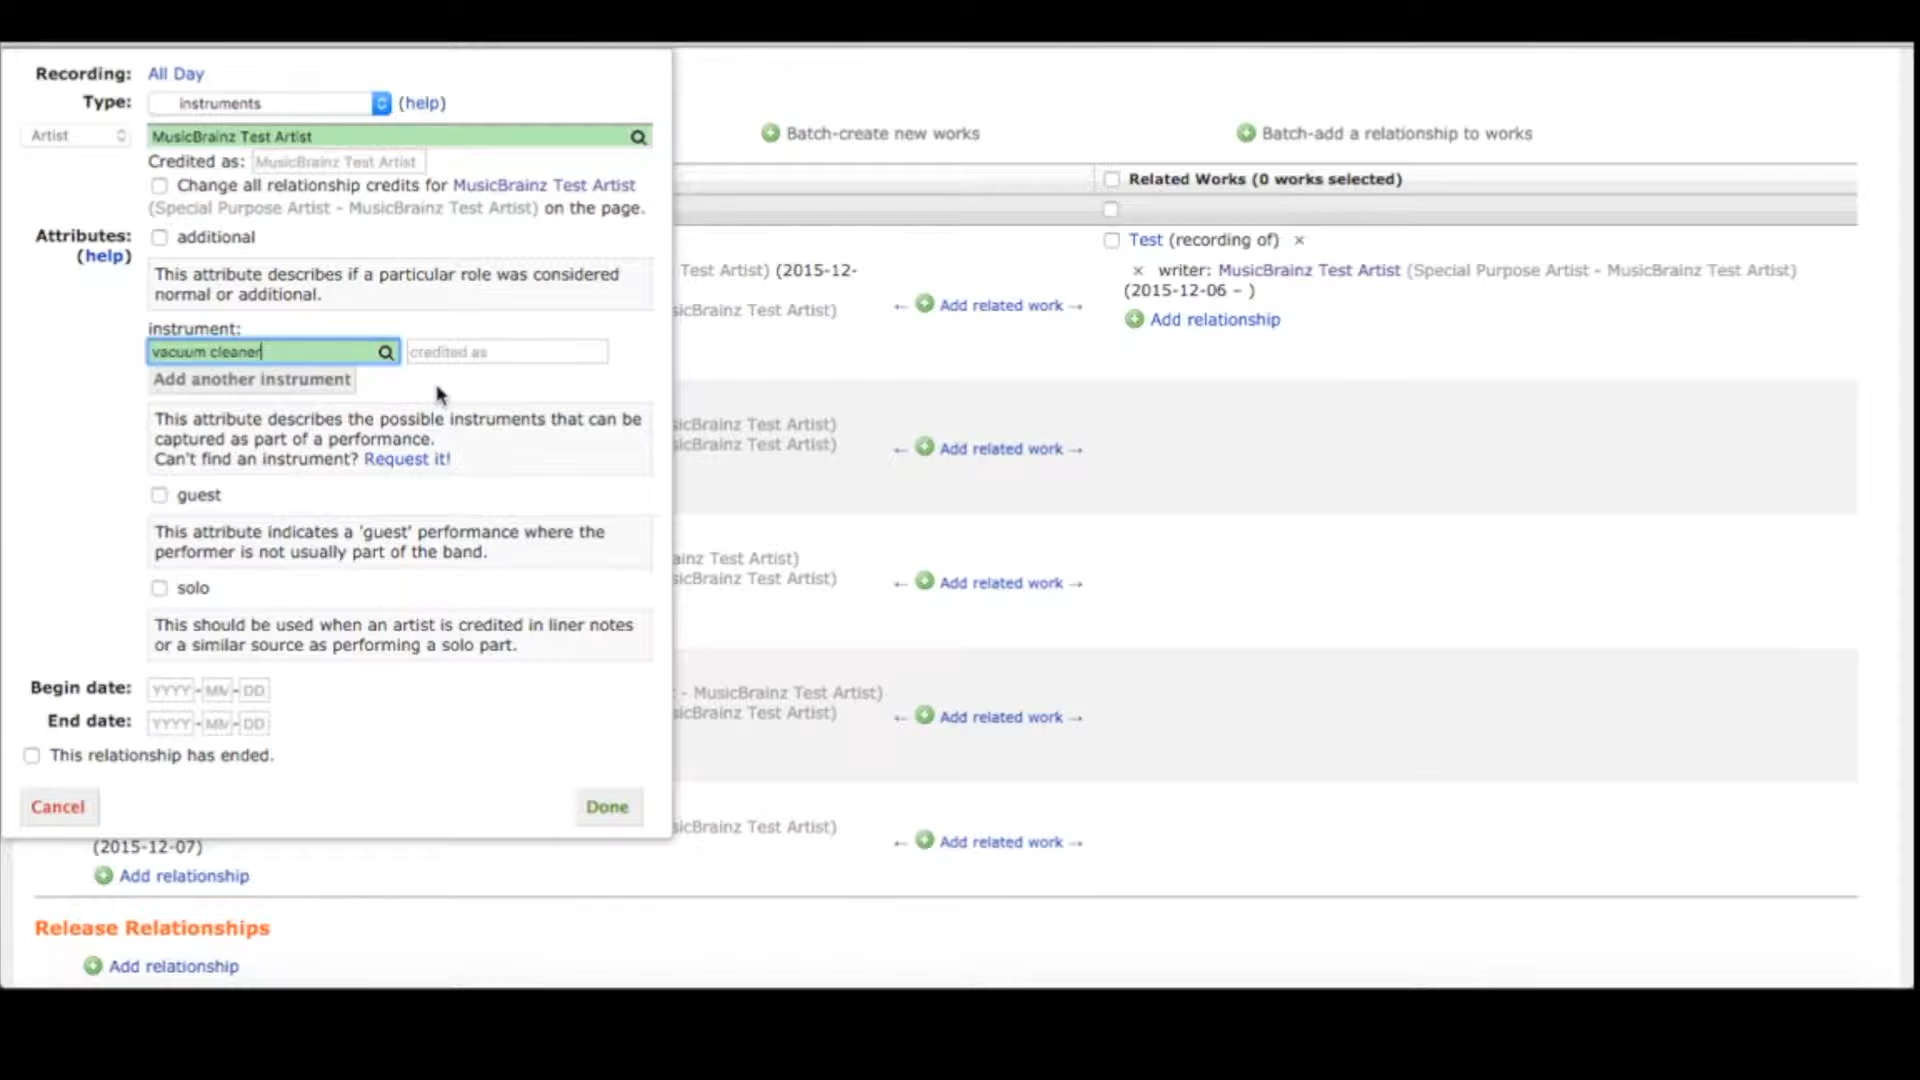 Recording: All Day
Type: instruments (help)
Artist MusicBrainz Test Artist
Credited as: MusicBrainz Test Artist
Change all relationship credits for MusicBrainz Test Artist
(Special Purpose Artist - MusicBrainz Test Artist) on the page.
Attributes: additional
(help)
This attribute describes if a particular role was considered
normal or additional.
instrument:
vacuum cleaner credited as
Add another instrument
This attribute describes the possible instruments that can be
captured as part of a performance.
Can't find an instrument? Request it!
guest
This attribute indicates a 'guest' performance where the
performer is not usually part of the band.
solo
This should be used when an artist is credited in liner notes
or a similar source as performing a solo part.
Begin date: YYYY-MM-DD
End date: YYYY-MM-DD
This relationship has ended.
Cancel Done
(2015-12-07)
Add relationship
Release Relationships
Add relationship
Batch-create new works Batch-add a relationship to works
Related Works (0 works selected)
Test (recording of) ×
Test Artist) (2015-12-
× writer: MusicBrainz Test Artist (Special Purpose Artist - MusicBrainz Test Artist)
(2015-12-06 – )
sicBrainz Test Artist) ← Add related work →
Add relationship
sicBrainz Test Artist)
sicBrainz Test Artist) ← Add related work →
ainz Test Artist)
sicBrainz Test Artist) ← Add related work →
- MusicBrainz Test Artist)
sicBrainz Test Artist) ← Add related work →
sicBrainz Test Artist) ← Add related work →